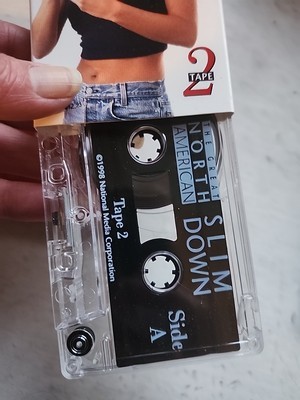 2
TAPE
THE GREAT
NORTH
AMERICAN
SLIM
DOWN
©1998 National Media Corporation
Tape 2
Side
A